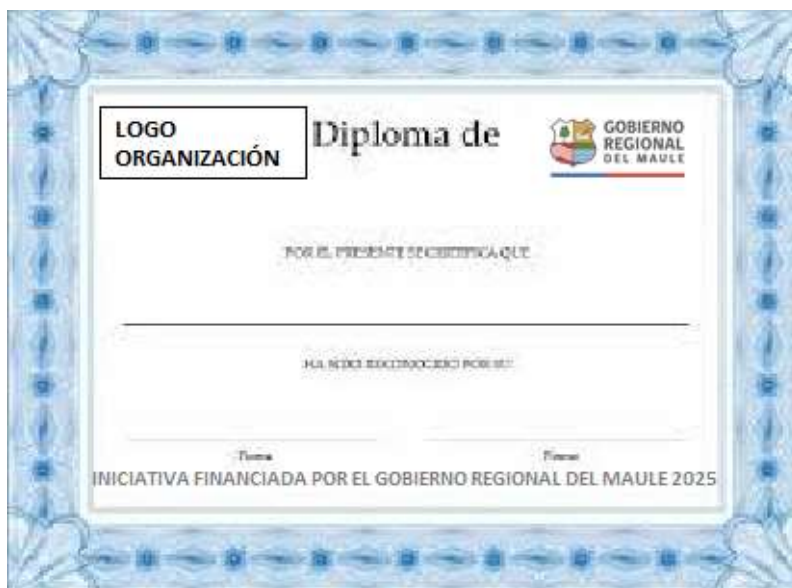 LOGO
ORGANIZACIÓN
Diploma de
GOBIERNO
REGIONAL
DEL MAULE
POR EL PRESENTE SE CERTIFICA QUE
HA SIDO RECONOCIDO POR SU
Firma Firma
INICIATIVA FINANCIADA POR EL GOBIERNO REGIONAL DEL MAULE 2025